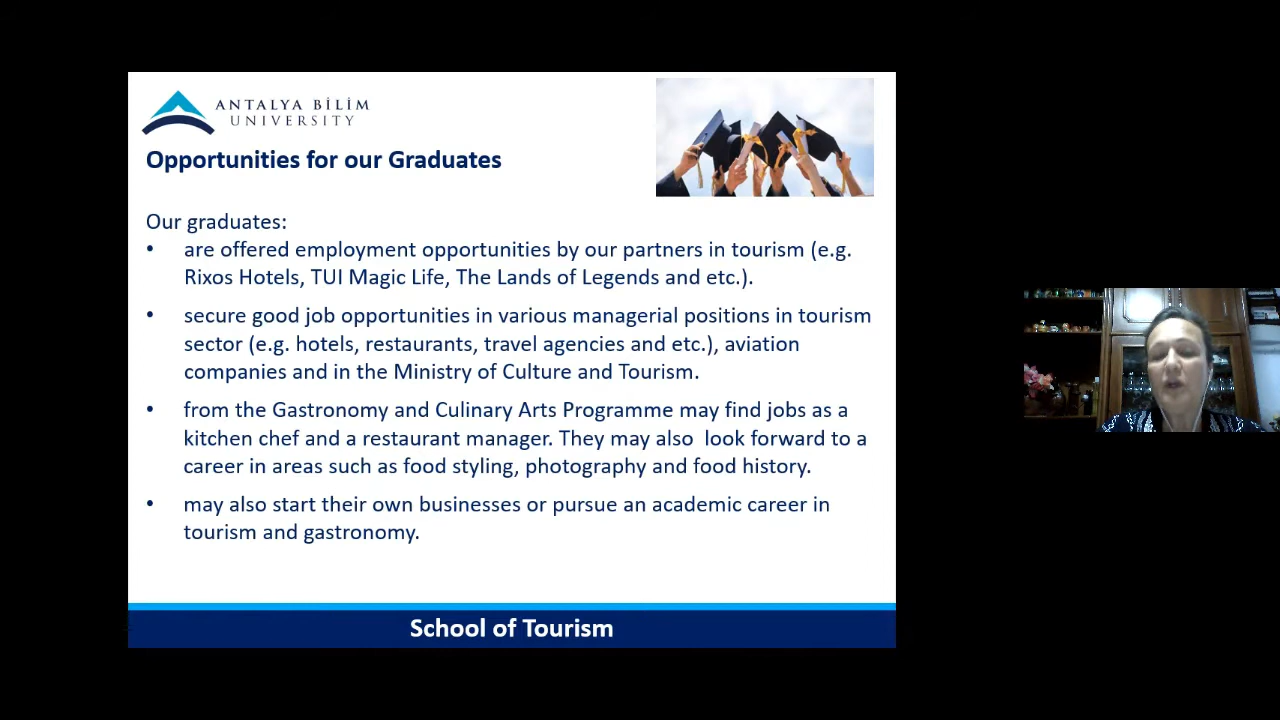 ANTALYA BİLİM
UNIVERSITY
Opportunities for our Graduates
Our graduates:
• are offered employment opportunities by our partners in tourism (e.g.
Rixos Hotels, TUI Magic Life, The Lands of Legends and etc.).
• secure good job opportunities in various managerial positions in tourism
sector (e.g. hotels, restaurants, travel agencies and etc.), aviation
companies and in the Ministry of Culture and Tourism.
• from the Gastronomy and Culinary Arts Programme may find jobs as a
kitchen chef and a restaurant manager. They may also  look forward to a
career in areas such as food styling, photography and food history.
• may also start their own businesses or pursue an academic career in
tourism and gastronomy.
School of Tourism